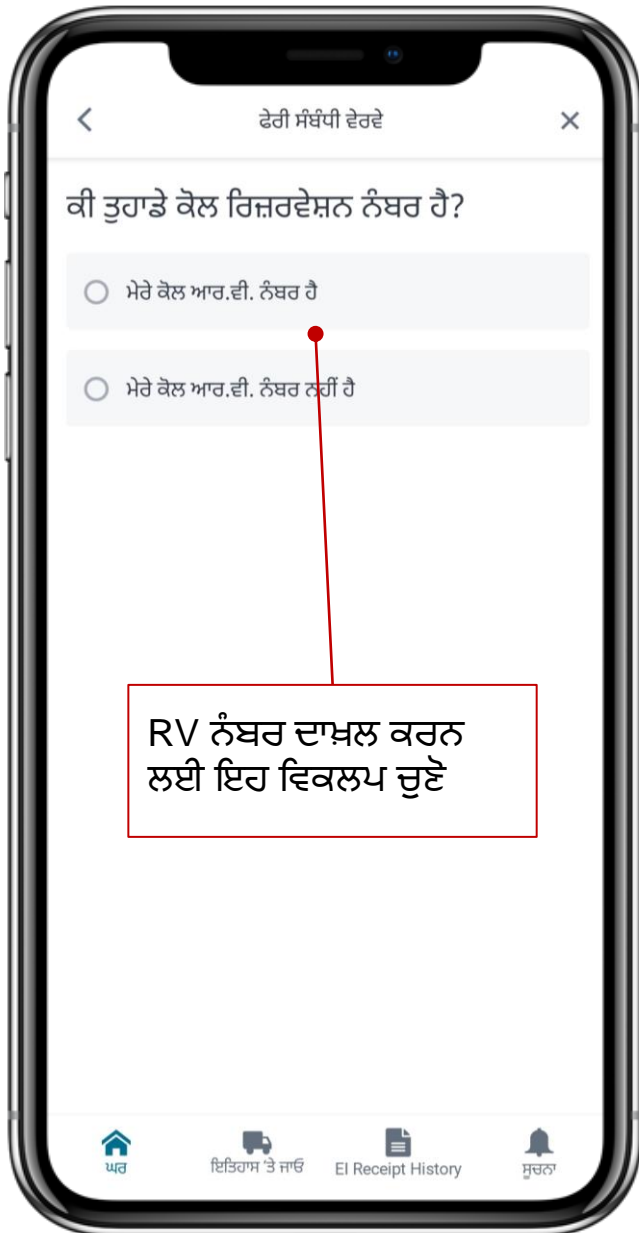 ਫੇਰੀ ਸੰਬੰਧੀ ਵੇਰਵੇ
ਕੀ ਤੁਹਾਡੇ ਕੋਲ ਰਿਜ਼ਰਵੇਸ਼ਨ ਨੰਬਰ ਹੈ?
ਮੇਰੇ ਕੋਲ ਆਰ.ਵੀ. ਨੰਬਰ ਹੈ
ਮੇਰੇ ਕੋਲ ਆਰ.ਵੀ. ਨੰਬਰ ਨਹੀਂ ਹੈ
RV ਨੰਬਰ ਦਾਖ਼ਲ ਕਰਨ
ਲਈ ਇਹ ਵਿਕਲਪ ਚੁਣੋ
ਘਰ
ਇਤਿਹਾਸ 'ਤੇ ਜਾਓ
EI Receipt History
ਸੂਚਨਾ